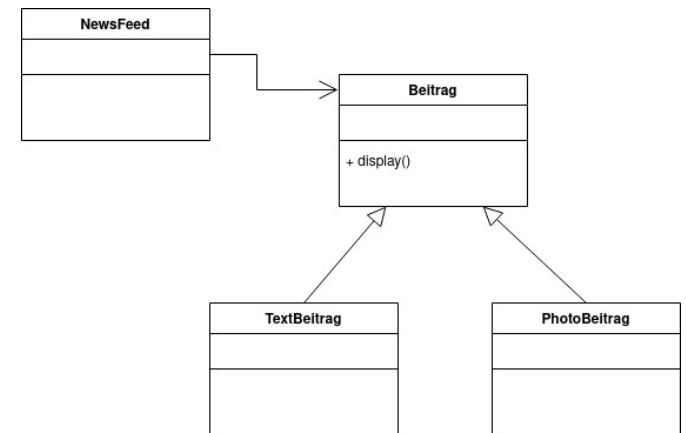 NewsFeed
Beitrag
+ display()
TextBeitrag
PhotoBeitrag